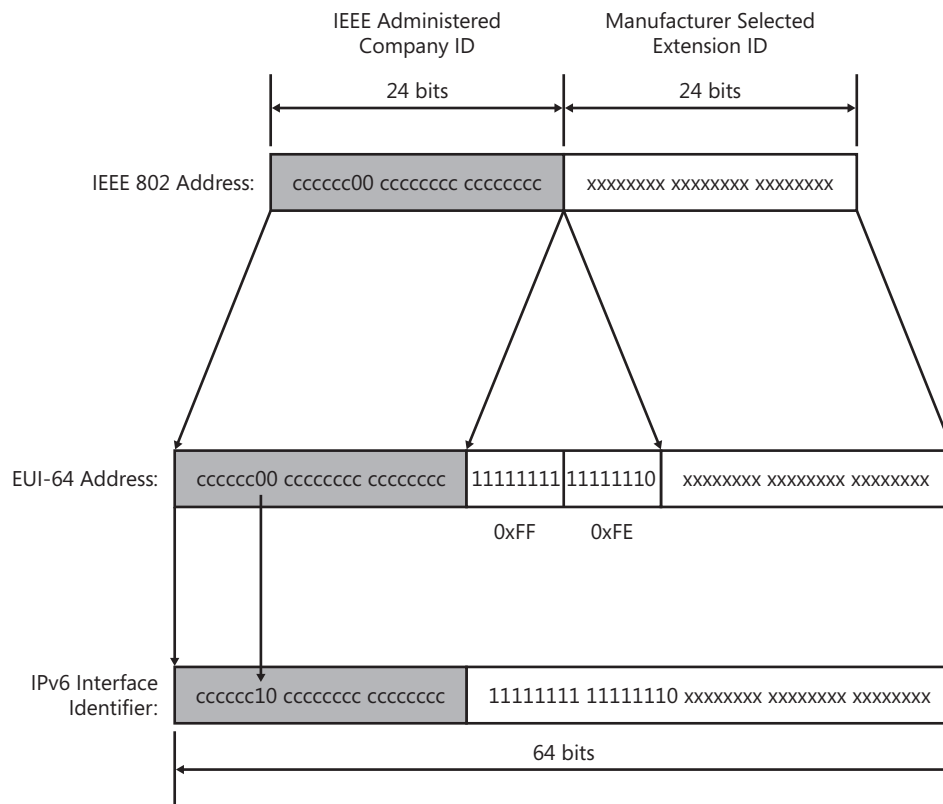 IEEE Administered
Company ID
Manufacturer Selected
Extension ID
24 bits
24 bits
IEEE 802 Address:
cccccc00 cccccccc cccccccc
xxxxxxxx xxxxxxxx xxxxxxxx
EUI-64 Address:
cccccc00 cccccccc cccccccc
11111111
11111110
xxxxxxxx xxxxxxxx xxxxxxxx
0xFF
0xFE
IPv6 Interface
Identifier:
cccccc10 cccccccc cccccccc
11111111 11111110 xxxxxxxx xxxxxxxx xxxxxxxx
64 bits